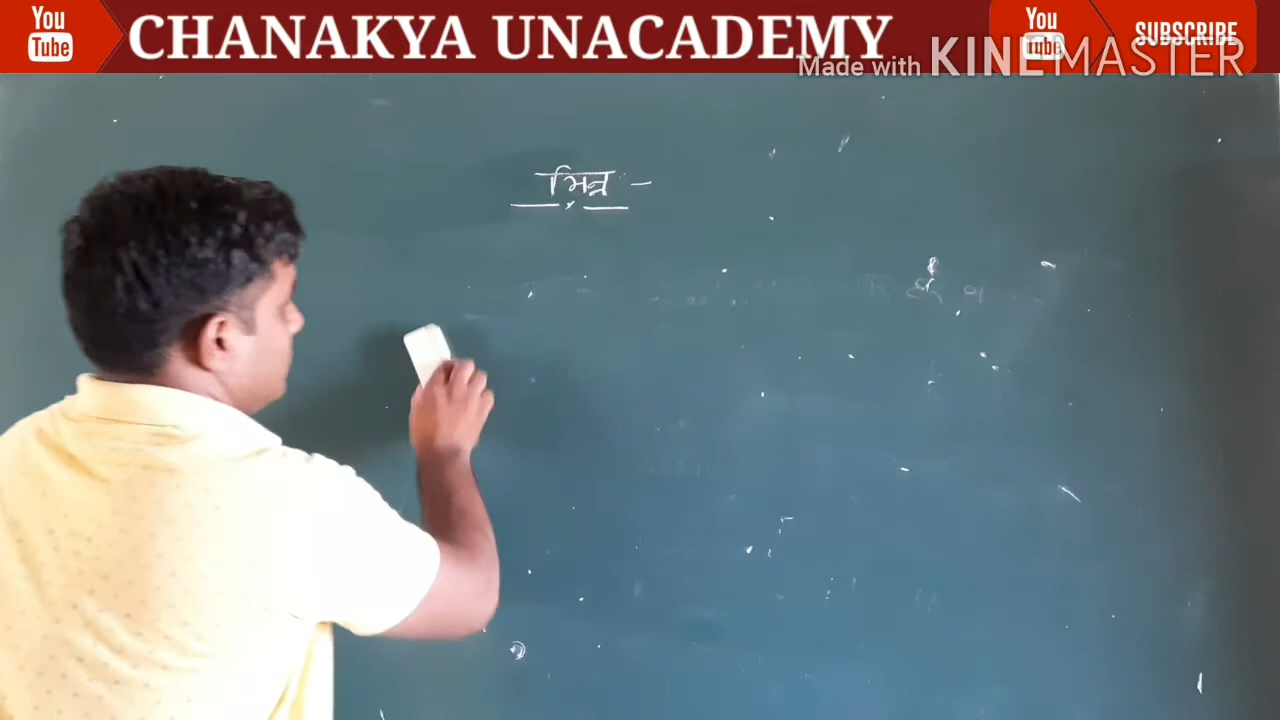 You Tube
CHANAKYA UNACADEMY
You Tube
SUBSCRIBE
Made with KINEMASTER
भिन्न -